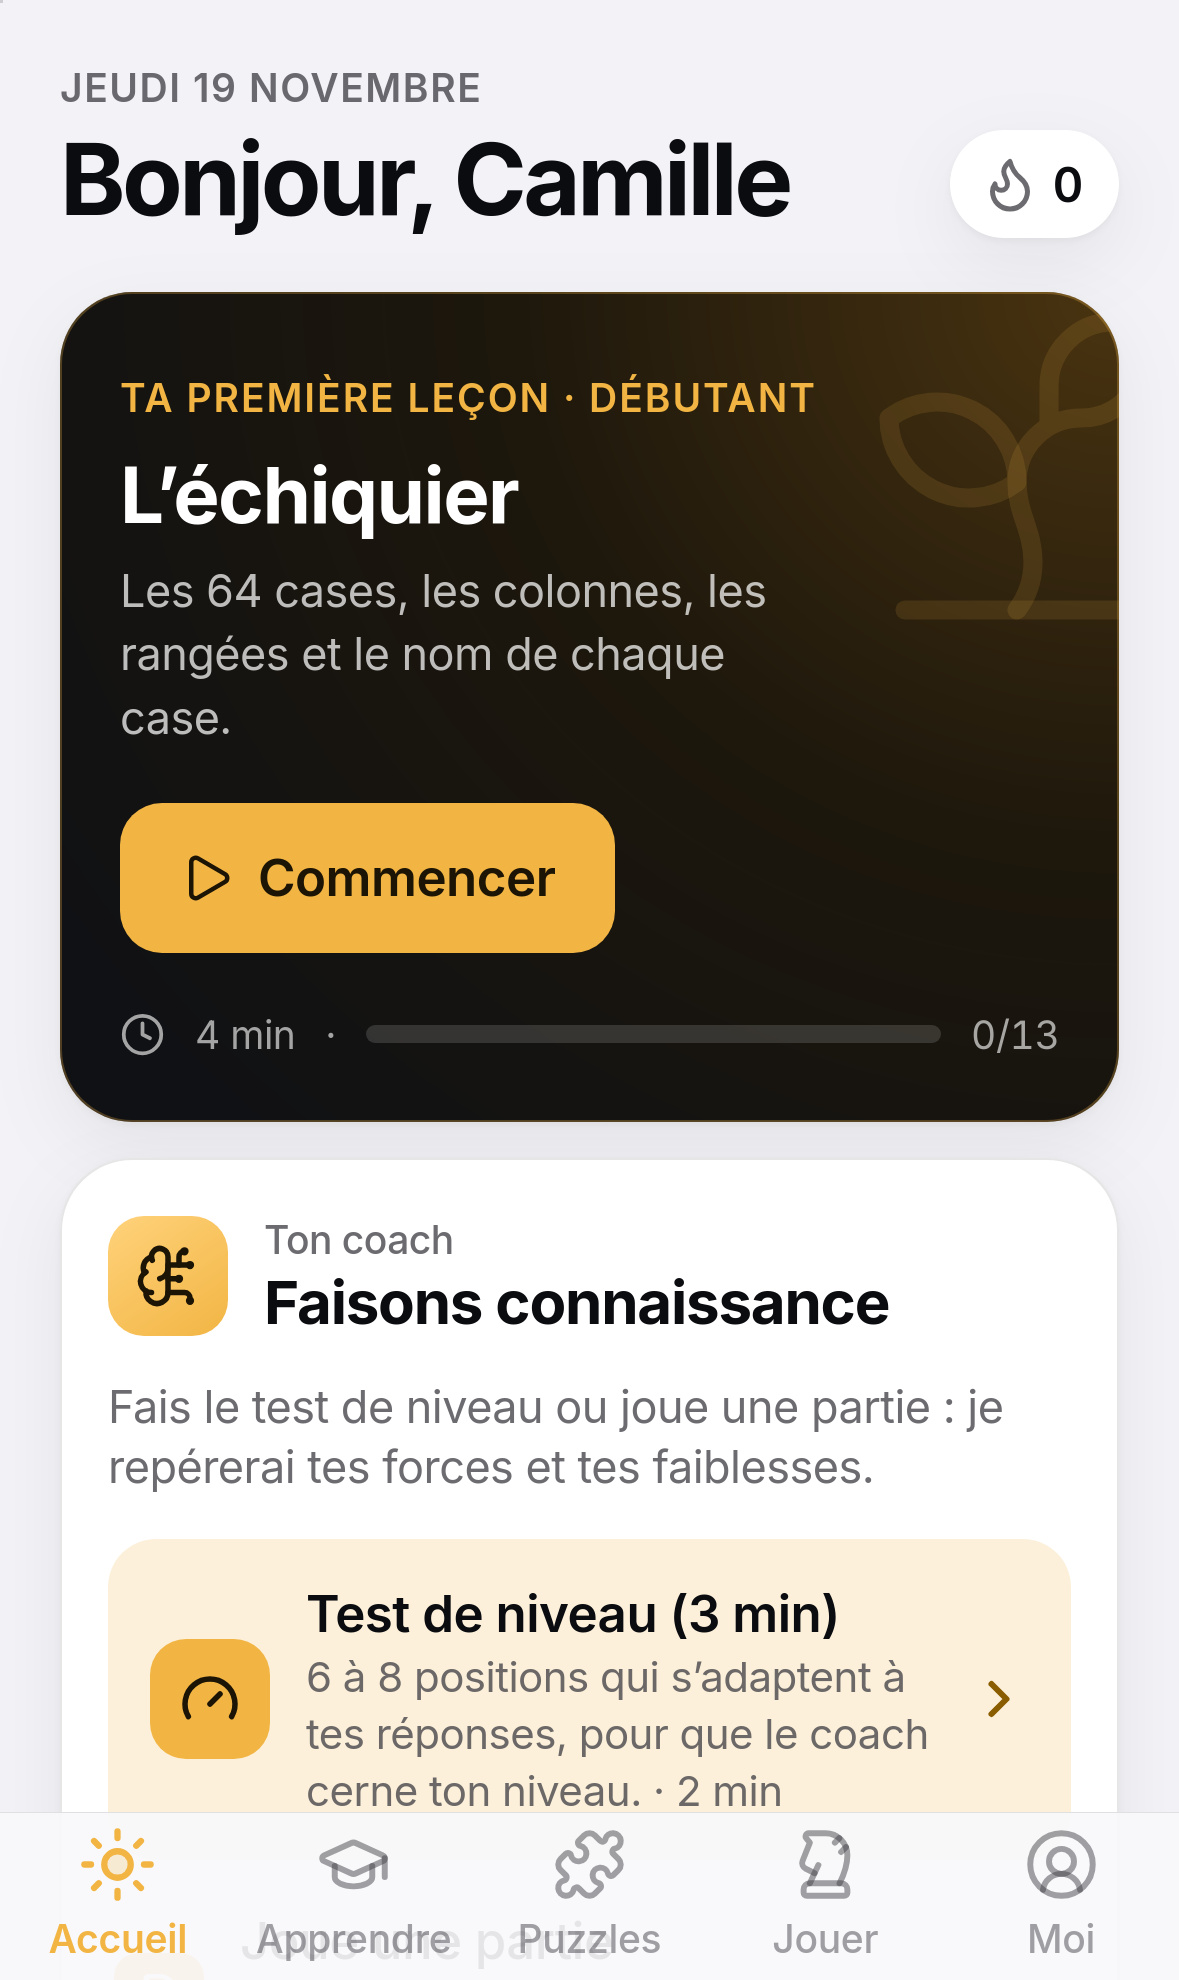 JEUDI 19 NOVEMBRE
Bonjour, Camille
0
TA PREMIÈRE LEÇON · DÉBUTANT
L’échiquier
Les 64 cases, les colonnes, les
rangées et le nom de chaque
case.
Commencer
4 min ·
0/13
Ton coach
Faisons connaissance
Fais le test de niveau ou joue une partie : je
repérerai tes forces et tes faiblesses.
Test de niveau (3 min)
6 à 8 positions qui s’adaptent à
tes réponses, pour que le coach
cerne ton niveau. · 2 min
Joue une partie
Accueil
Apprendre
Puzzles
Jouer
Moi